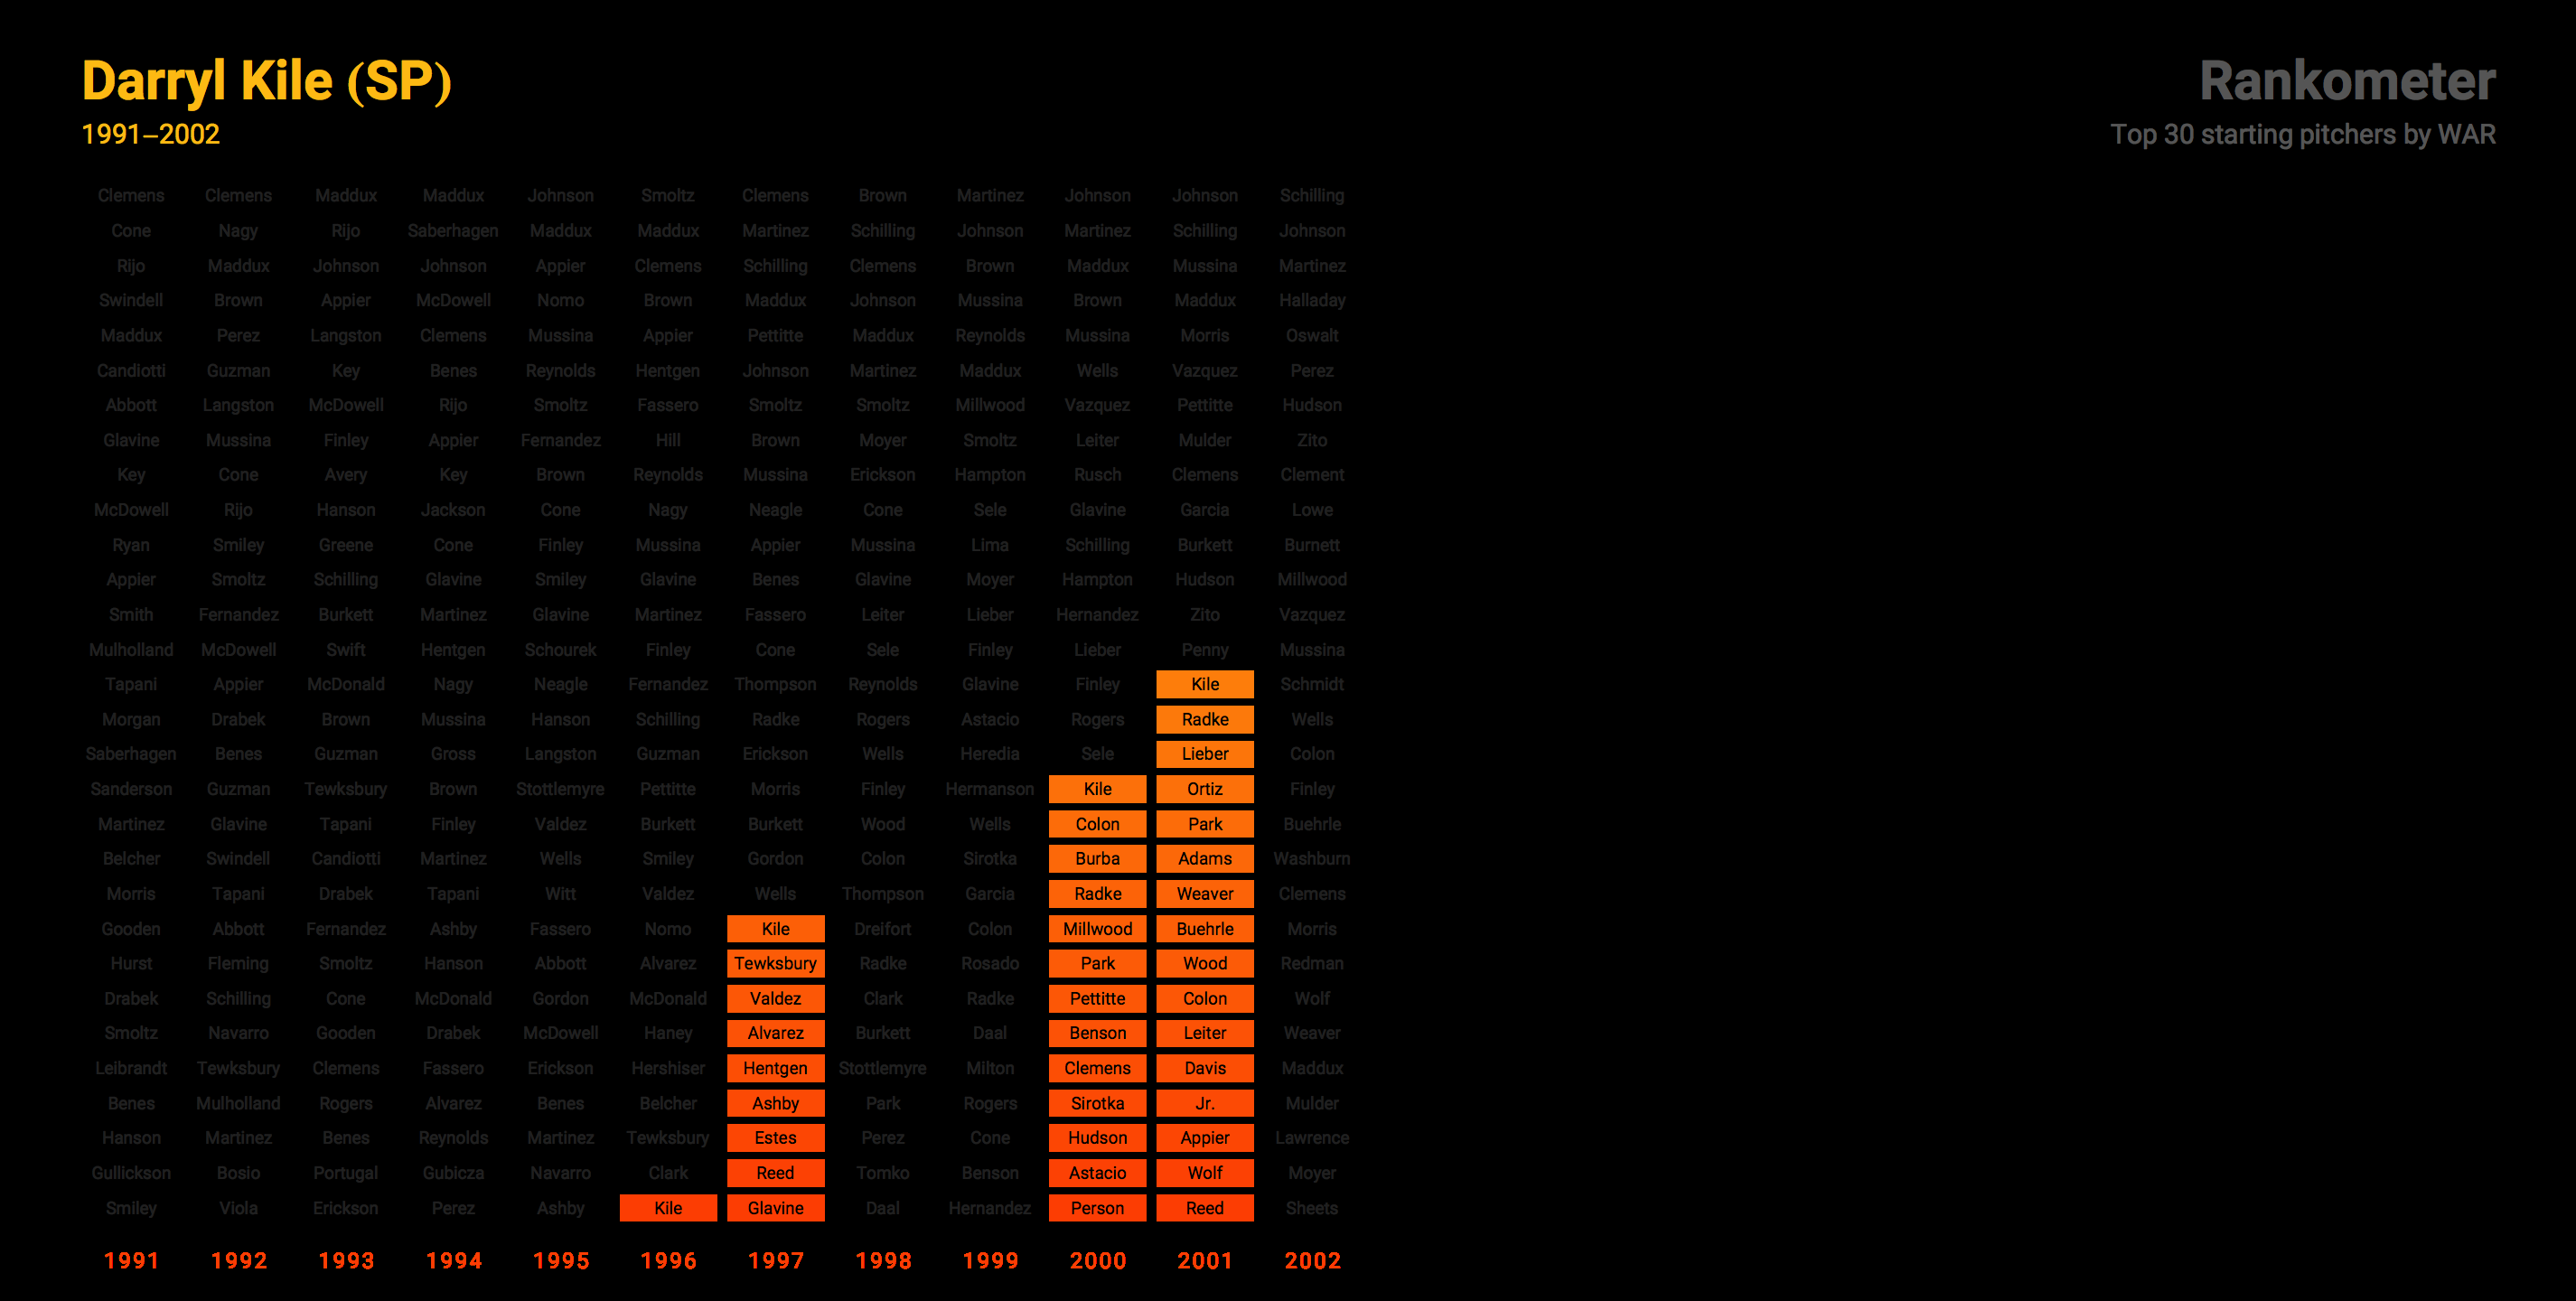 Darryl Kile (SP)
1991–2002
Rankometer
Top 30 starting pitchers by WAR
Clemens Clemens Maddux Maddux Johnson Smoltz Clemens Brown Martinez Johnson Johnson Schilling
Cone Nagy Rijo Saberhagen Maddux Maddux Martinez Schilling Johnson Martinez Schilling Johnson
Rijo Maddux Johnson Johnson Appier Clemens Schilling Clemens Brown Maddux Mussina Martinez
Swindell Brown Appier McDowell Nomo Brown Maddux Johnson Mussina Brown Maddux Halladay
Maddux Perez Langston Clemens Mussina Appier Pettitte Maddux Reynolds Mussina Morris Oswalt
Candiotti Guzman Key Benes Reynolds Hentgen Johnson Martinez Maddux Wells Vazquez Perez
Abbott Langston McDowell Rijo Smoltz Fassero Smoltz Smoltz Millwood Vazquez Pettitte Hudson
Glavine Mussina Finley Appier Fernandez Hill Brown Moyer Smoltz Leiter Mulder Zito
Key Cone Avery Key Brown Reynolds Mussina Erickson Hampton Rusch Clemens Clement
McDowell Rijo Hanson Jackson Cone Nagy Neagle Cone Sele Glavine Garcia Lowe
Ryan Smiley Greene Cone Finley Mussina Appier Mussina Lima Schilling Burkett Burnett
Appier Smoltz Schilling Glavine Smiley Glavine Benes Glavine Moyer Hampton Hudson Millwood
Smith Fernandez Burkett Martinez Glavine Martinez Fassero Leiter Lieber Hernandez Zito Vazquez
Mulholland McDowell Swift Hentgen Schourek Finley Cone Sele Finley Lieber Penny Mussina
Tapani Appier McDonald Nagy Neagle Fernandez Thompson Reynolds Glavine Finley Kile Schmidt
Morgan Drabek Brown Mussina Hanson Schilling Radke Rogers Astacio Rogers Radke Wells
Saberhagen Benes Guzman Gross Langston Guzman Erickson Wells Heredia Sele Lieber Colon
Sanderson Guzman Tewksbury Brown Stottlemyre Pettitte Morris Finley Hermanson Kile Ortiz Finley
Martinez Glavine Tapani Finley Valdez Burkett Burkett Wood Wells Colon Park Buehrle
Belcher Swindell Candiotti Martinez Wells Smiley Gordon Colon Sirotka Burba Adams Washburn
Morris Tapani Drabek Tapani Witt Valdez Wells Thompson Garcia Radke Weaver Clemens
Gooden Abbott Fernandez Ashby Fassero Nomo Kile Dreifort Colon Millwood Buehrle Morris
Hurst Fleming Smoltz Hanson Abbott Alvarez Tewksbury Radke Rosado Park Wood Redman
Drabek Schilling Cone McDonald Gordon McDonald Valdez Clark Radke Pettitte Colon Wolf
Smoltz Navarro Gooden Drabek McDowell Haney Alvarez Burkett Daal Benson Leiter Weaver
Leibrandt Tewksbury Clemens Fassero Erickson Hershiser Hentgen Stottlemyre Milton Clemens Davis Maddux
Benes Mulholland Rogers Alvarez Benes Belcher Ashby Park Rogers Sirotka Jr. Mulder
Hanson Martinez Benes Reynolds Martinez Tewksbury Estes Perez Cone Hudson Appier Lawrence
Gullickson Bosio Portugal Gubicza Navarro Clark Reed Tomko Benson Astacio Wolf Moyer
Smiley Viola Erickson Perez Ashby Kile Glavine Daal Hernandez Person Reed Sheets
1991 1992 1993 1994 1995 1996 1997 1998 1999 2000 2001 2002